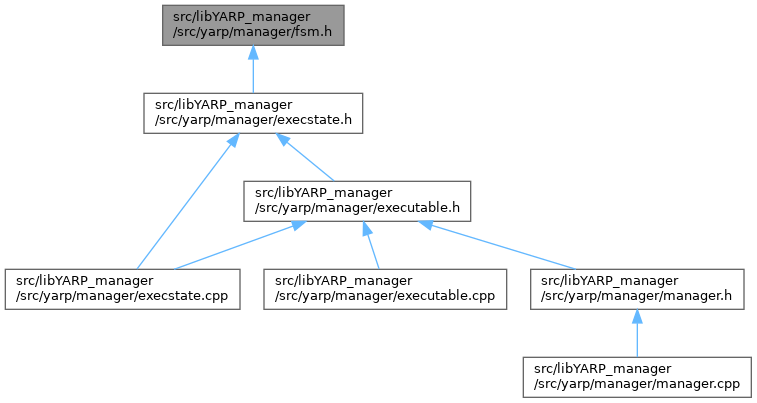 src/libYARP_manager
/src/yarp/manager/fsm.h
src/libYARP_manager
/src/yarp/manager/execstate.h
src/libYARP_manager
/src/yarp/manager/executable.h
src/libYARP_manager
/src/yarp/manager/execstate.cpp
src/libYARP_manager
/src/yarp/manager/executable.cpp
src/libYARP_manager
/src/yarp/manager/manager.h
src/libYARP_manager
/src/yarp/manager/manager.cpp